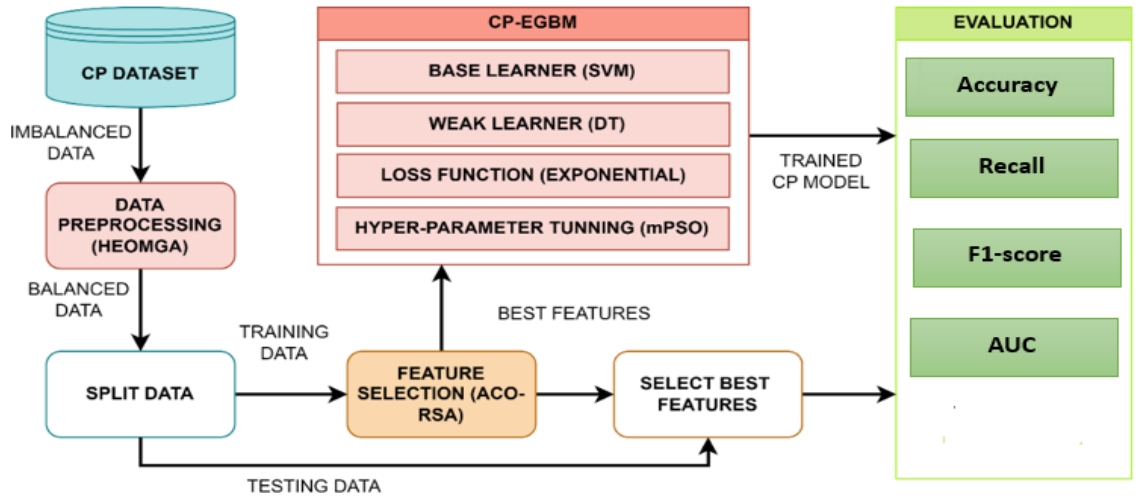 CP DATASET
IMBALANCED
DATA
DATA
PREPROCESSING
(HEOMGA)
BALANCED
DATA
SPLIT DATA
TRAINING
DATA
TESTING DATA
FEATURE
SELECTION (ACO-
RSA)
BEST FEATURES
SELECT BEST
FEATURES
CP-EGBM
BASE LEARNER (SVM)
WEAK LEARNER (DT)
LOSS FUNCTION (EXPONENTIAL)
HYPER-PARAMETER TUNNING (mPSO)
TRAINED
CP MODEL
EVALUATION
Accuracy
Recall
F1-score
AUC